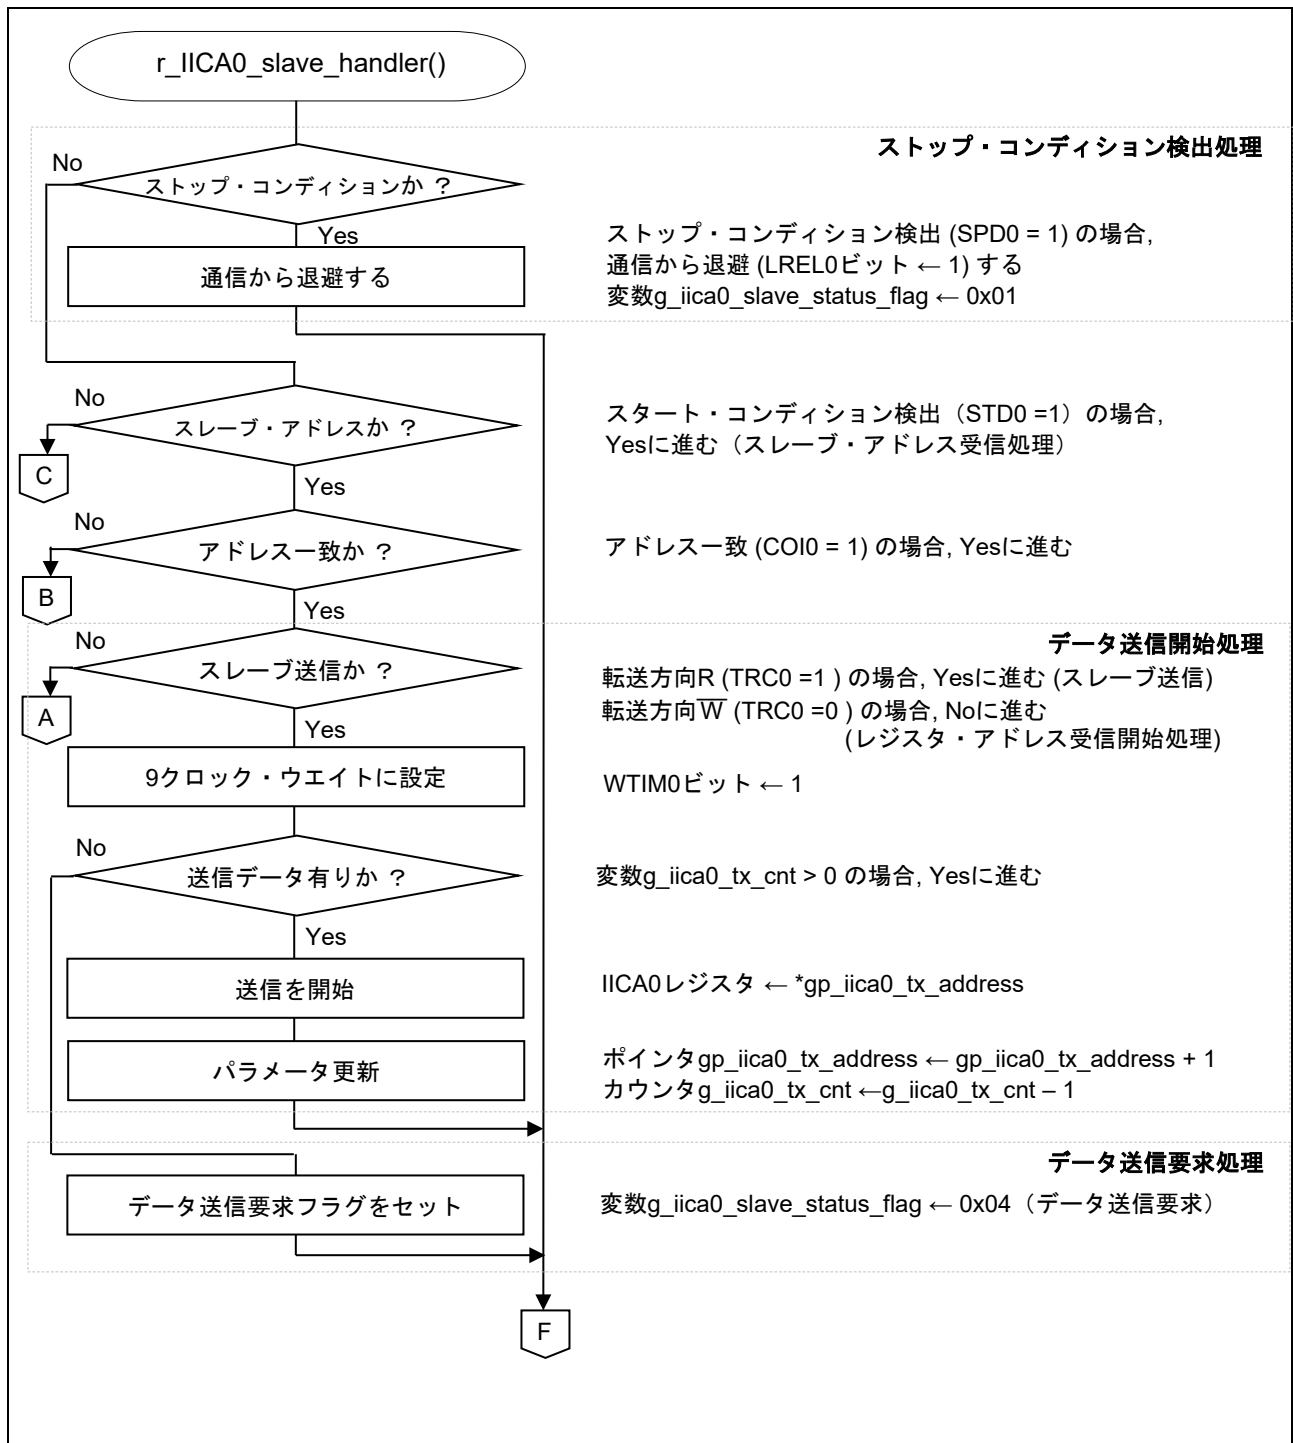 r_IICA0_slave_handler()
ストップ・コンディション検出処理
No
ストップ・コンディションか ？
Yes
通信から退避する
ストップ・コンディション検出 (SPD0 = 1) の場合,
通信から退避 (LREL0ビット ← 1) する
変数g_iica0_slave_status_flag ← 0x01
No
スレーブ・アドレスか ？
Yes
C
スタート・コンディション検出（STD0 =1）の場合,
Yesに進む（スレーブ・アドレス受信処理）
No
アドレス一致か ？
Yes
B
アドレス一致 (COI0 = 1) の場合, Yesに進む
データ送信開始処理
No
スレーブ送信か ？
Yes
A
転送方向R (TRC0 =1 ) の場合, Yesに進む (スレーブ送信)
転送方向W̅ (TRC0 =0 ) の場合, Noに進む
(レジスタ・アドレス受信開始処理)
9クロック・ウエイトに設定
WTIM0ビット ← 1
No
送信データ有りか ？
Yes
変数g_iica0_tx_cnt > 0 の場合, Yesに進む
送信を開始
IICA0レジスタ ← *gp_iica0_tx_address
パラメータ更新
ポインタgp_iica0_tx_address ← gp_iica0_tx_address + 1
カウンタg_iica0_tx_cnt ←g_iica0_tx_cnt – 1
データ送信要求処理
データ送信要求フラグをセット
変数g_iica0_slave_status_flag ← 0x04（データ送信要求）
F